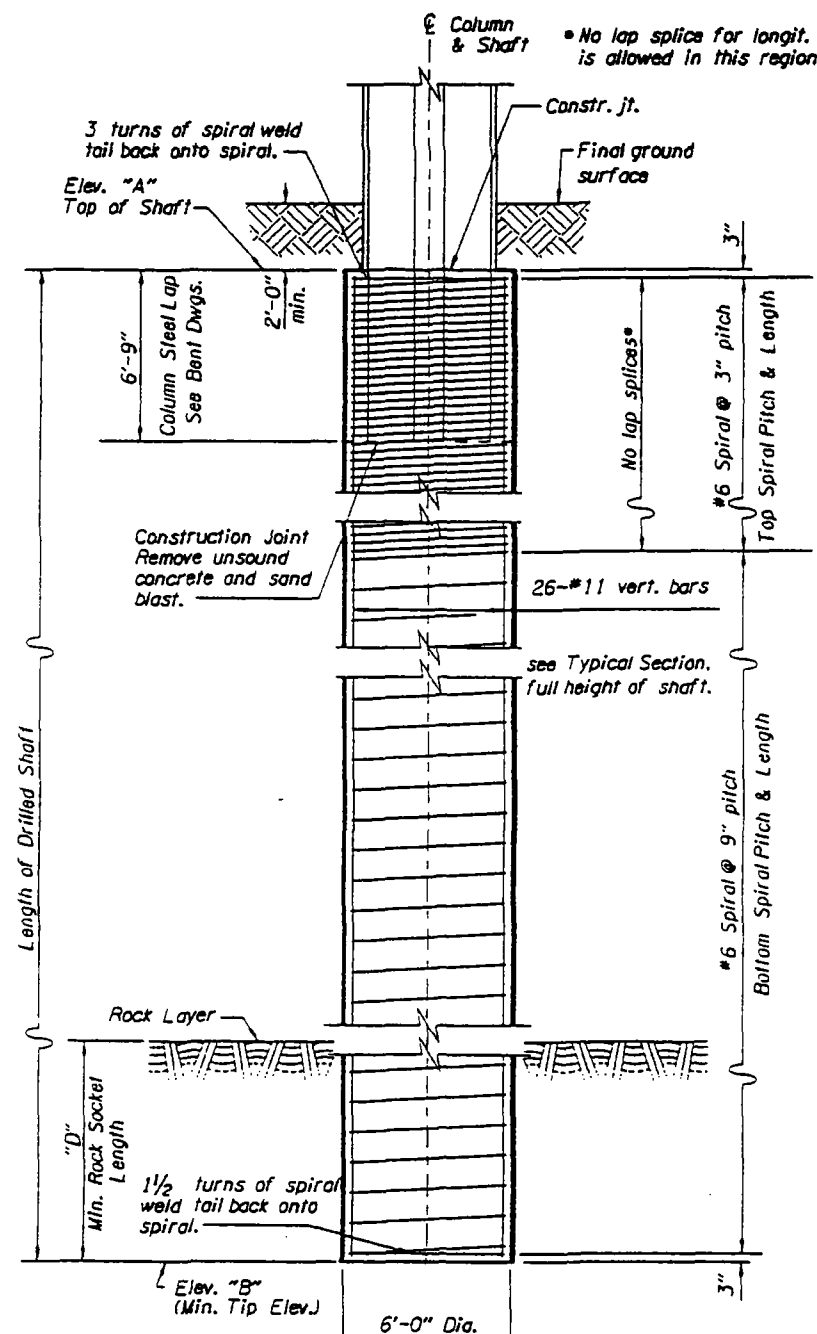 ℄ Column
& Shaft
* No lap splice for longit.
is allowed in this region
Constr. jt.
3 turns of spiral weld
tail back onto spiral.
Final ground
surface
Elev. "A"
Top of Shaft
3"
2'-0"
min.
6'-9"
Column Steel Lap
See Bent Dwgs.
No lap splices*
#6 Spiral @ 3" pitch
Top Spiral Pitch & Length
Construction Joint
Remove unsound
concrete and sand
blast.
26~#11 vert. bars
see Typical Section,
full height of shaft.
Length of Drilled Shaft
#6 Spiral @ 9" pitch
Bottom Spiral Pitch & Length
Rock Layer
"D"
Min. Rock Socket
Length
1½ turns of spiral
weld tail back onto
spiral.
Elev. "B"
(Min. Tip Elev.)
3"
6'-0" Dia.